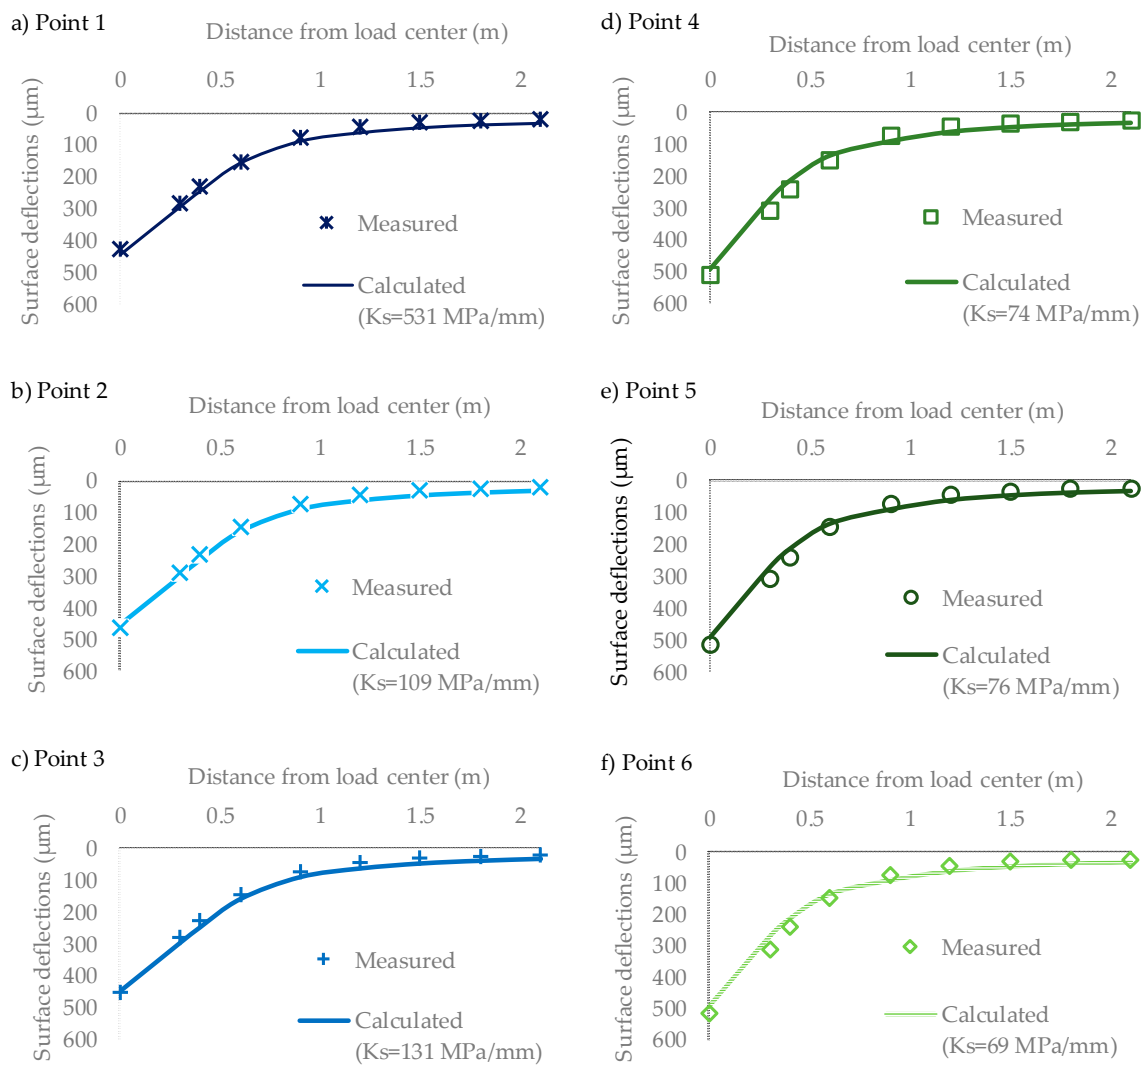 a) Point 1
Distance from load center (m)
0 0.5 1 1.5 2
Surface deflections (µm)
0
100
200
300
400
500
600
Measured
Calculated
(Ks=531 MPa/mm)
b) Point 2
Distance from load center (m)
0 0.5 1 1.5 2
Surface deflections (µm)
0
100
200
300
400
500
600
Measured
Calculated
(Ks=109 MPa/mm)
c) Point 3
Distance from load center (m)
0 0.5 1 1.5 2
Surface deflections (µm)
0
100
200
300
400
500
600
Measured
Calculated
(Ks=131 MPa/mm)
d) Point 4
Distance from load center (m)
0 0.5 1 1.5 2
Surface deflections (µm)
0
100
200
300
400
500
600
Measured
Calculated
(Ks=74 MPa/mm)
e) Point 5
Distance from load center (m)
0 0.5 1 1.5 2
Surface deflections (µm)
0
100
200
300
400
500
600
Measured
Calculated
(Ks=76 MPa/mm)
f) Point 6
Distance from load center (m)
0 0.5 1 1.5 2
Surface deflections (µm)
0
100
200
300
400
500
600
Measured
Calculated
(Ks=69 MPa/mm)